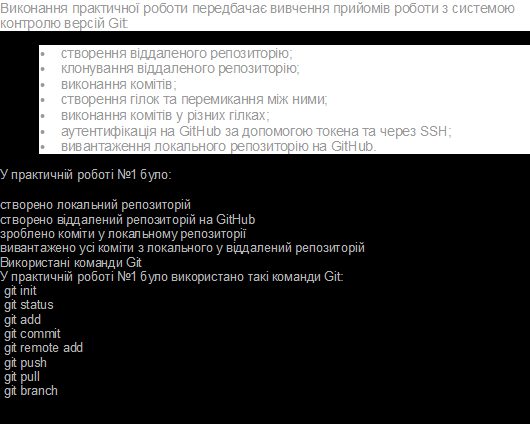 Виконання практичної роботи передбачає вивчення прийомів роботи з системою
контролю версій Git:
• створення віддаленого репозиторію;
• клонування віддаленого репозиторію;
• виконання комітів;
• створення гілок та перемикання між ними;
• виконання комітів у різних гілках;
• аутентифікація на GitHub за допомогою токена та через SSH;
• вивантаження локального репозиторію на GitHub.
У практичній роботі №1 було:
створено локальний репозиторій
створено віддалений репозиторій на GitHub
зроблено коміти у локальному репозиторії
вивантажено усі коміти з локального у віддалений репозиторій
Використані команди Git
У практичній роботі №1 було використано такі команди Git:
git init
git status
git add
git commit
git remote add
git push
git pull
git branch